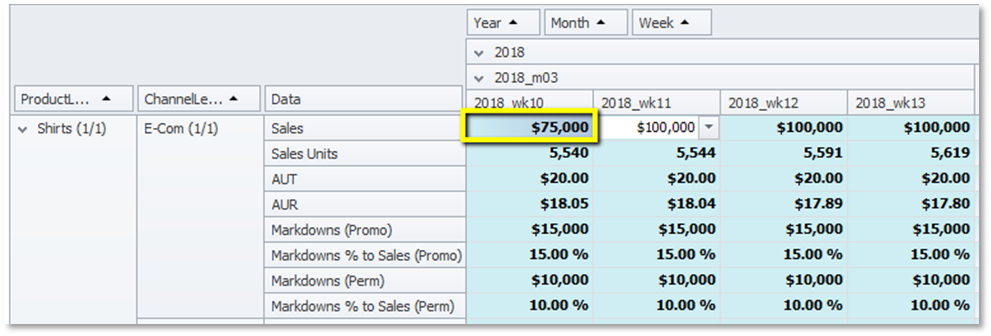 Year Month Week
2018
2018_m03
ProductL... ChannelLe... Data 2018_wk10 2018_wk11 2018_wk12 2018_wk13
Shirts (1/1) E-Com (1/1) Sales $75,000 $100,000 $100,000 $100,000
Sales Units 5,540 5,544 5,591 5,619
AUT $20.00 $20.00 $20.00 $20.00
AUR $18.05 $18.04 $17.89 $17.80
Markdowns (Promo) $15,000 $15,000 $15,000 $15,000
Markdowns % to Sales (Promo) 15.00 % 15.00 % 15.00 % 15.00 %
Markdowns (Perm) $10,000 $10,000 $10,000 $10,000
Markdowns % to Sales (Perm) 10.00 % 10.00 % 10.00 % 10.00 %